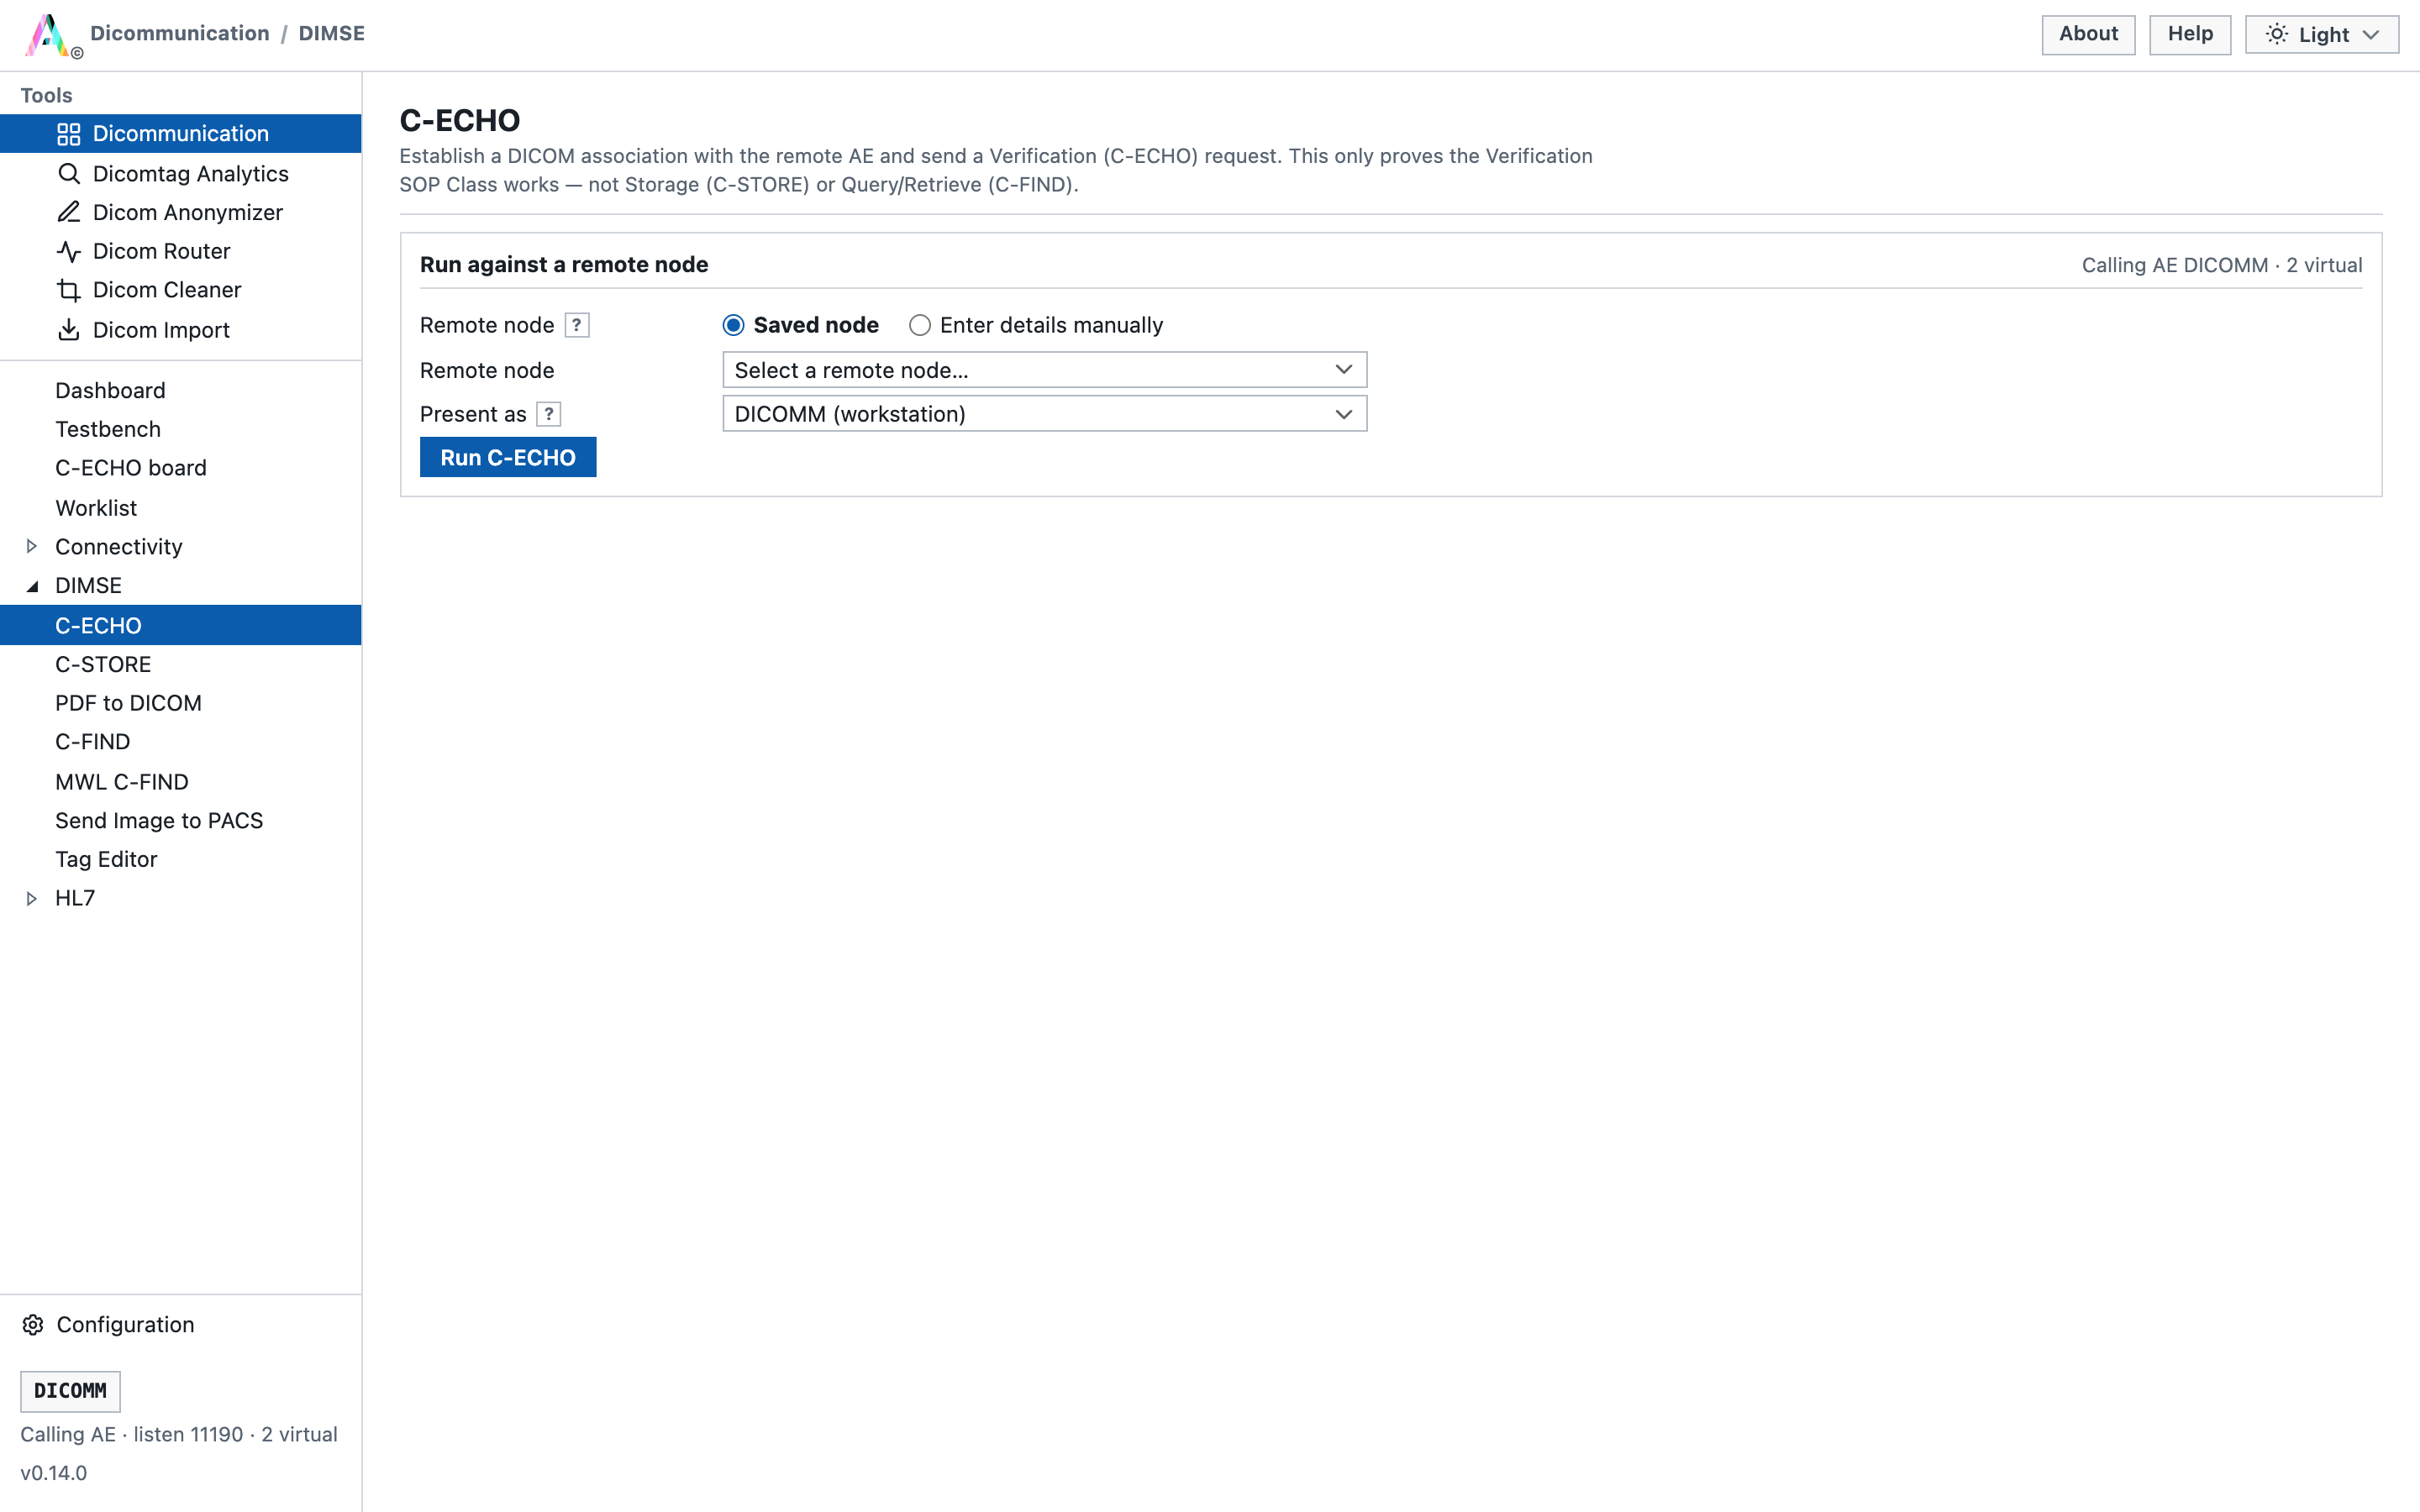 Dicommunication / DIMSE
About
Help
Light
Tools
Dicommunication
Dicomtag Analytics
Dicom Anonymizer
Dicom Router
Dicom Cleaner
Dicom Import
Dashboard
Testbench
C-ECHO board
Worklist
Connectivity
DIMSE
C-ECHO
C-STORE
PDF to DICOM
C-FIND
MWL C-FIND
Send Image to PACS
Tag Editor
HL7
Configuration
DICOMM
Calling AE · listen 11190 · 2 virtual
v0.14.0
C-ECHO
Establish a DICOM association with the remote AE and send a Verification (C-ECHO) request. This only proves the Verification
SOP Class works — not Storage (C-STORE) or Query/Retrieve (C-FIND).
Run against a remote node
Calling AE DICOMM · 2 virtual
Remote node ?
Saved node
Enter details manually
Remote node
Select a remote node...
Present as ?
DICOMM (workstation)
Run C-ECHO